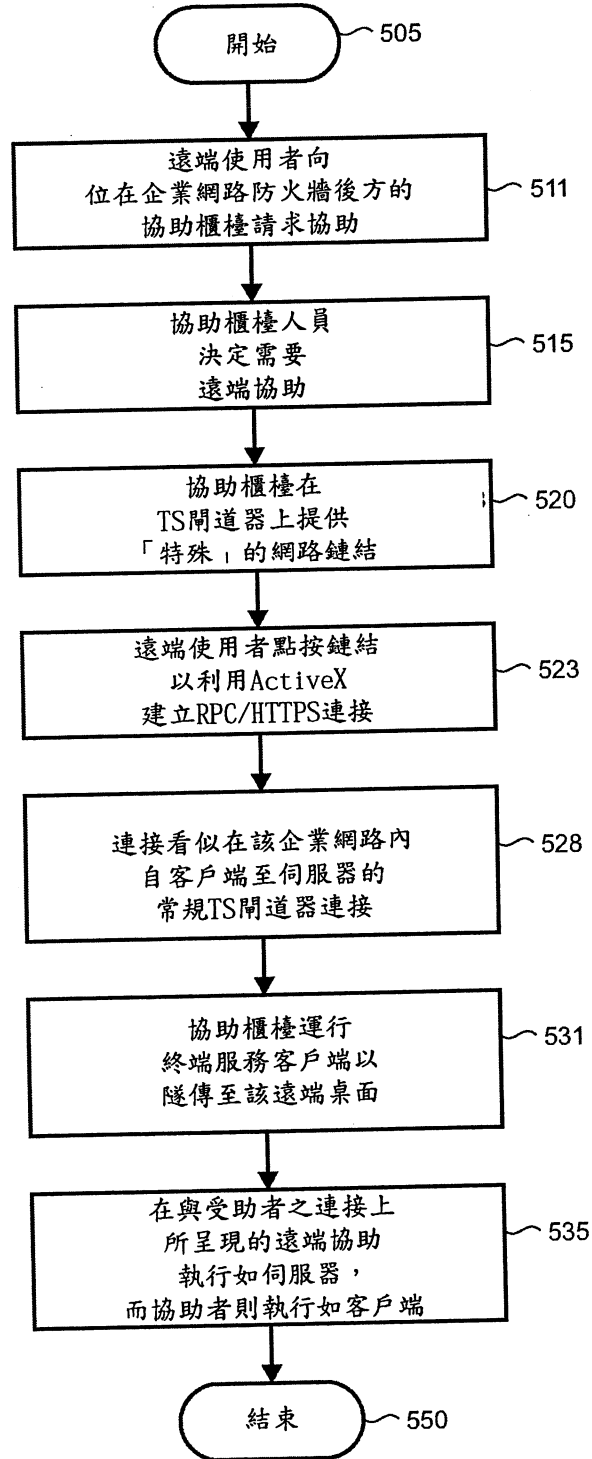 開始
505
遠端使用者向
位在企業網路防火牆後方的
協助櫃檯請求協助
511
協助櫃檯人員
決定需要
遠端協助
515
協助櫃檯在
TS閘道器上提供
「特殊」的網路鏈結
520
遠端使用者點按鏈結
以利用ActiveX
建立RPC/HTTPS連接
523
連接看似在該企業網路內
自客戶端至伺服器的
常規TS閘道器連接
528
協助櫃檯運行
終端服務客戶端以
隧傳至該遠端桌面
531
在與受助者之連接上
所呈現的遠端協助
執行如伺服器，
而協助者則執行如客戶端
535
結束
550